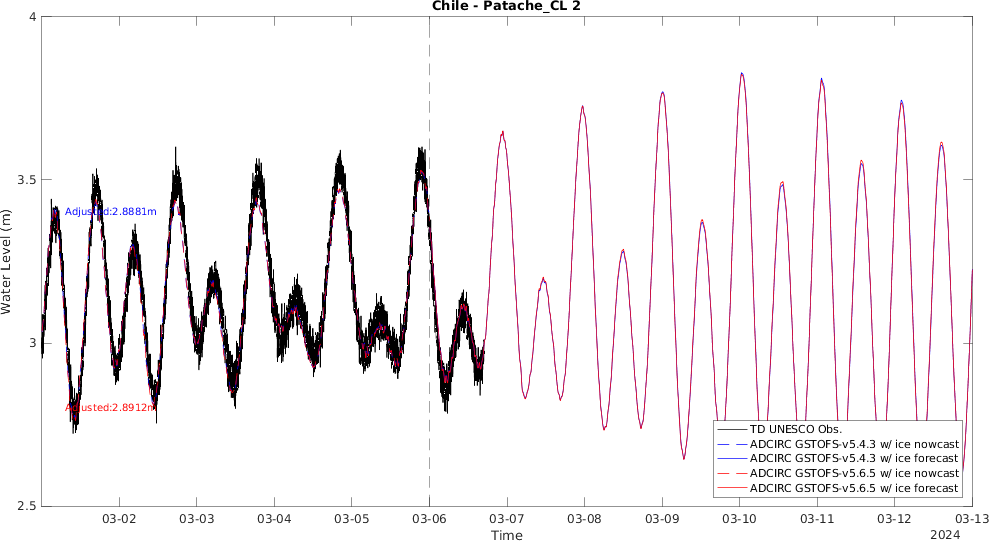 Chile - Patache_CL 2
4
3.5
3
2.5
Water Level (m)
Adjusted:2.8881m
Adjusted:2.8912m
TD UNESCO Obs.
ADCIRC GSTOFS-v5.4.3 w/ ice nowcast
ADCIRC GSTOFS-v5.4.3 w/ ice forecast
ADCIRC GSTOFS-v5.6.5 w/ ice nowcast
ADCIRC GSTOFS-v5.6.5 w/ ice forecast
03-02 03-03 03-04 03-05 03-06 03-07 03-08 03-09 03-10 03-11 03-12 03-13
Time
2024